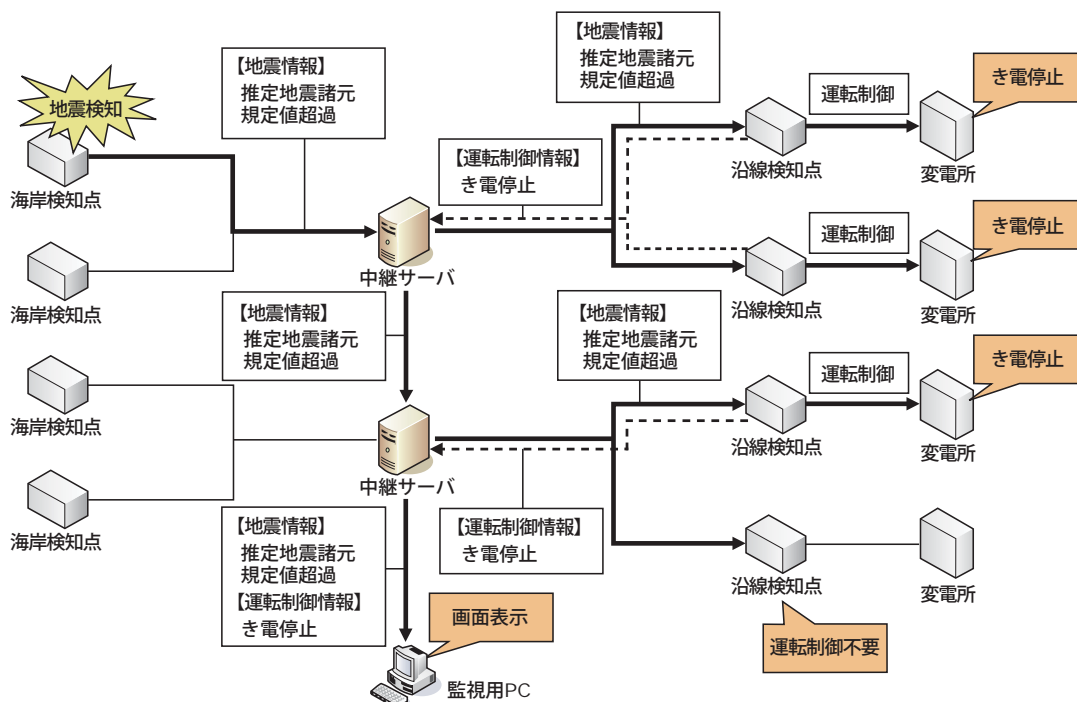 【地震情報】
推定地震諸元
規定値超過
【地震情報】
推定地震諸元
規定値超過
き電停止
地震検知
運転制御
海岸検知点
沿線検知点
変電所
【運転制御情報】
き電停止
き電停止
運転制御
中継サーバ
海岸検知点
沿線検知点
変電所
【地震情報】
推定地震諸元
規定値超過
【地震情報】
推定地震諸元
規定値超過
き電停止
運転制御
海岸検知点
沿線検知点
変電所
中継サーバ
海岸検知点
【地震情報】
推定地震諸元
規定値超過
【運転制御情報】
き電停止
【運転制御情報】
き電停止
沿線検知点
変電所
画面表示
運転制御不要
監視用PC